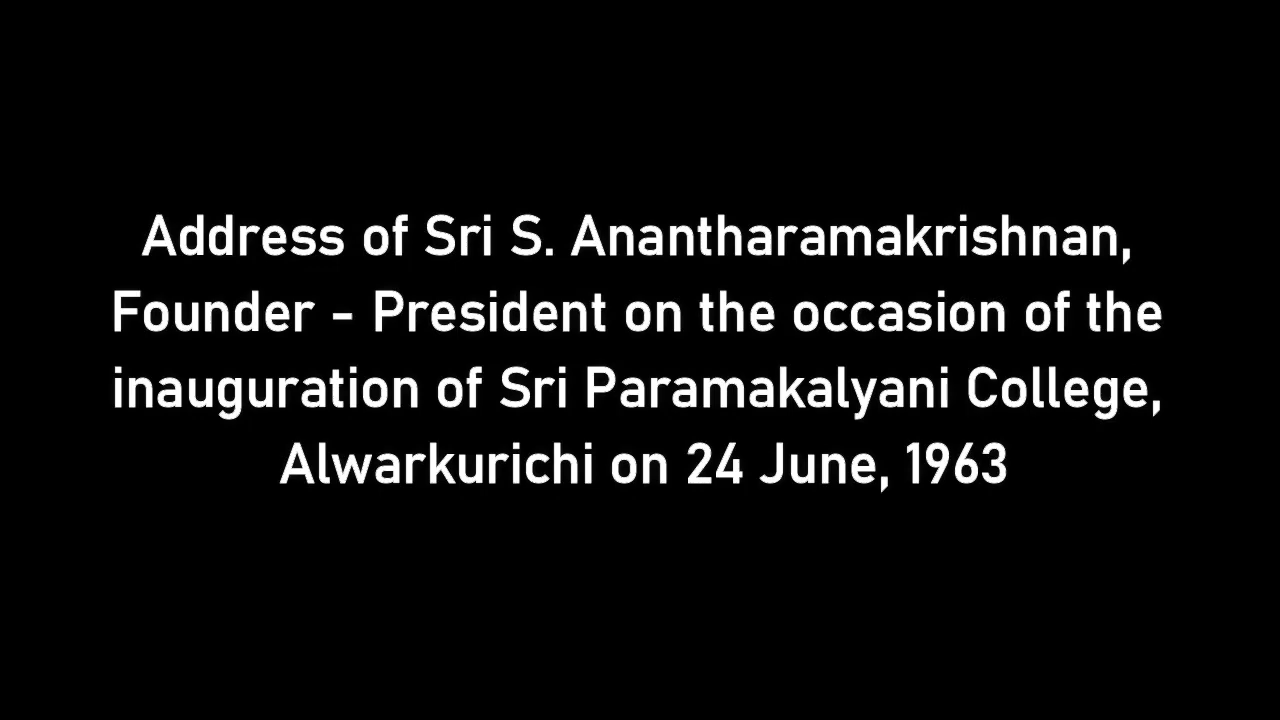 Address of Sri S. Anantharamakrishnan,
Founder - President on the occasion of the
inauguration of Sri Paramakalyani College,
Alwarkurichi on 24 June, 1963